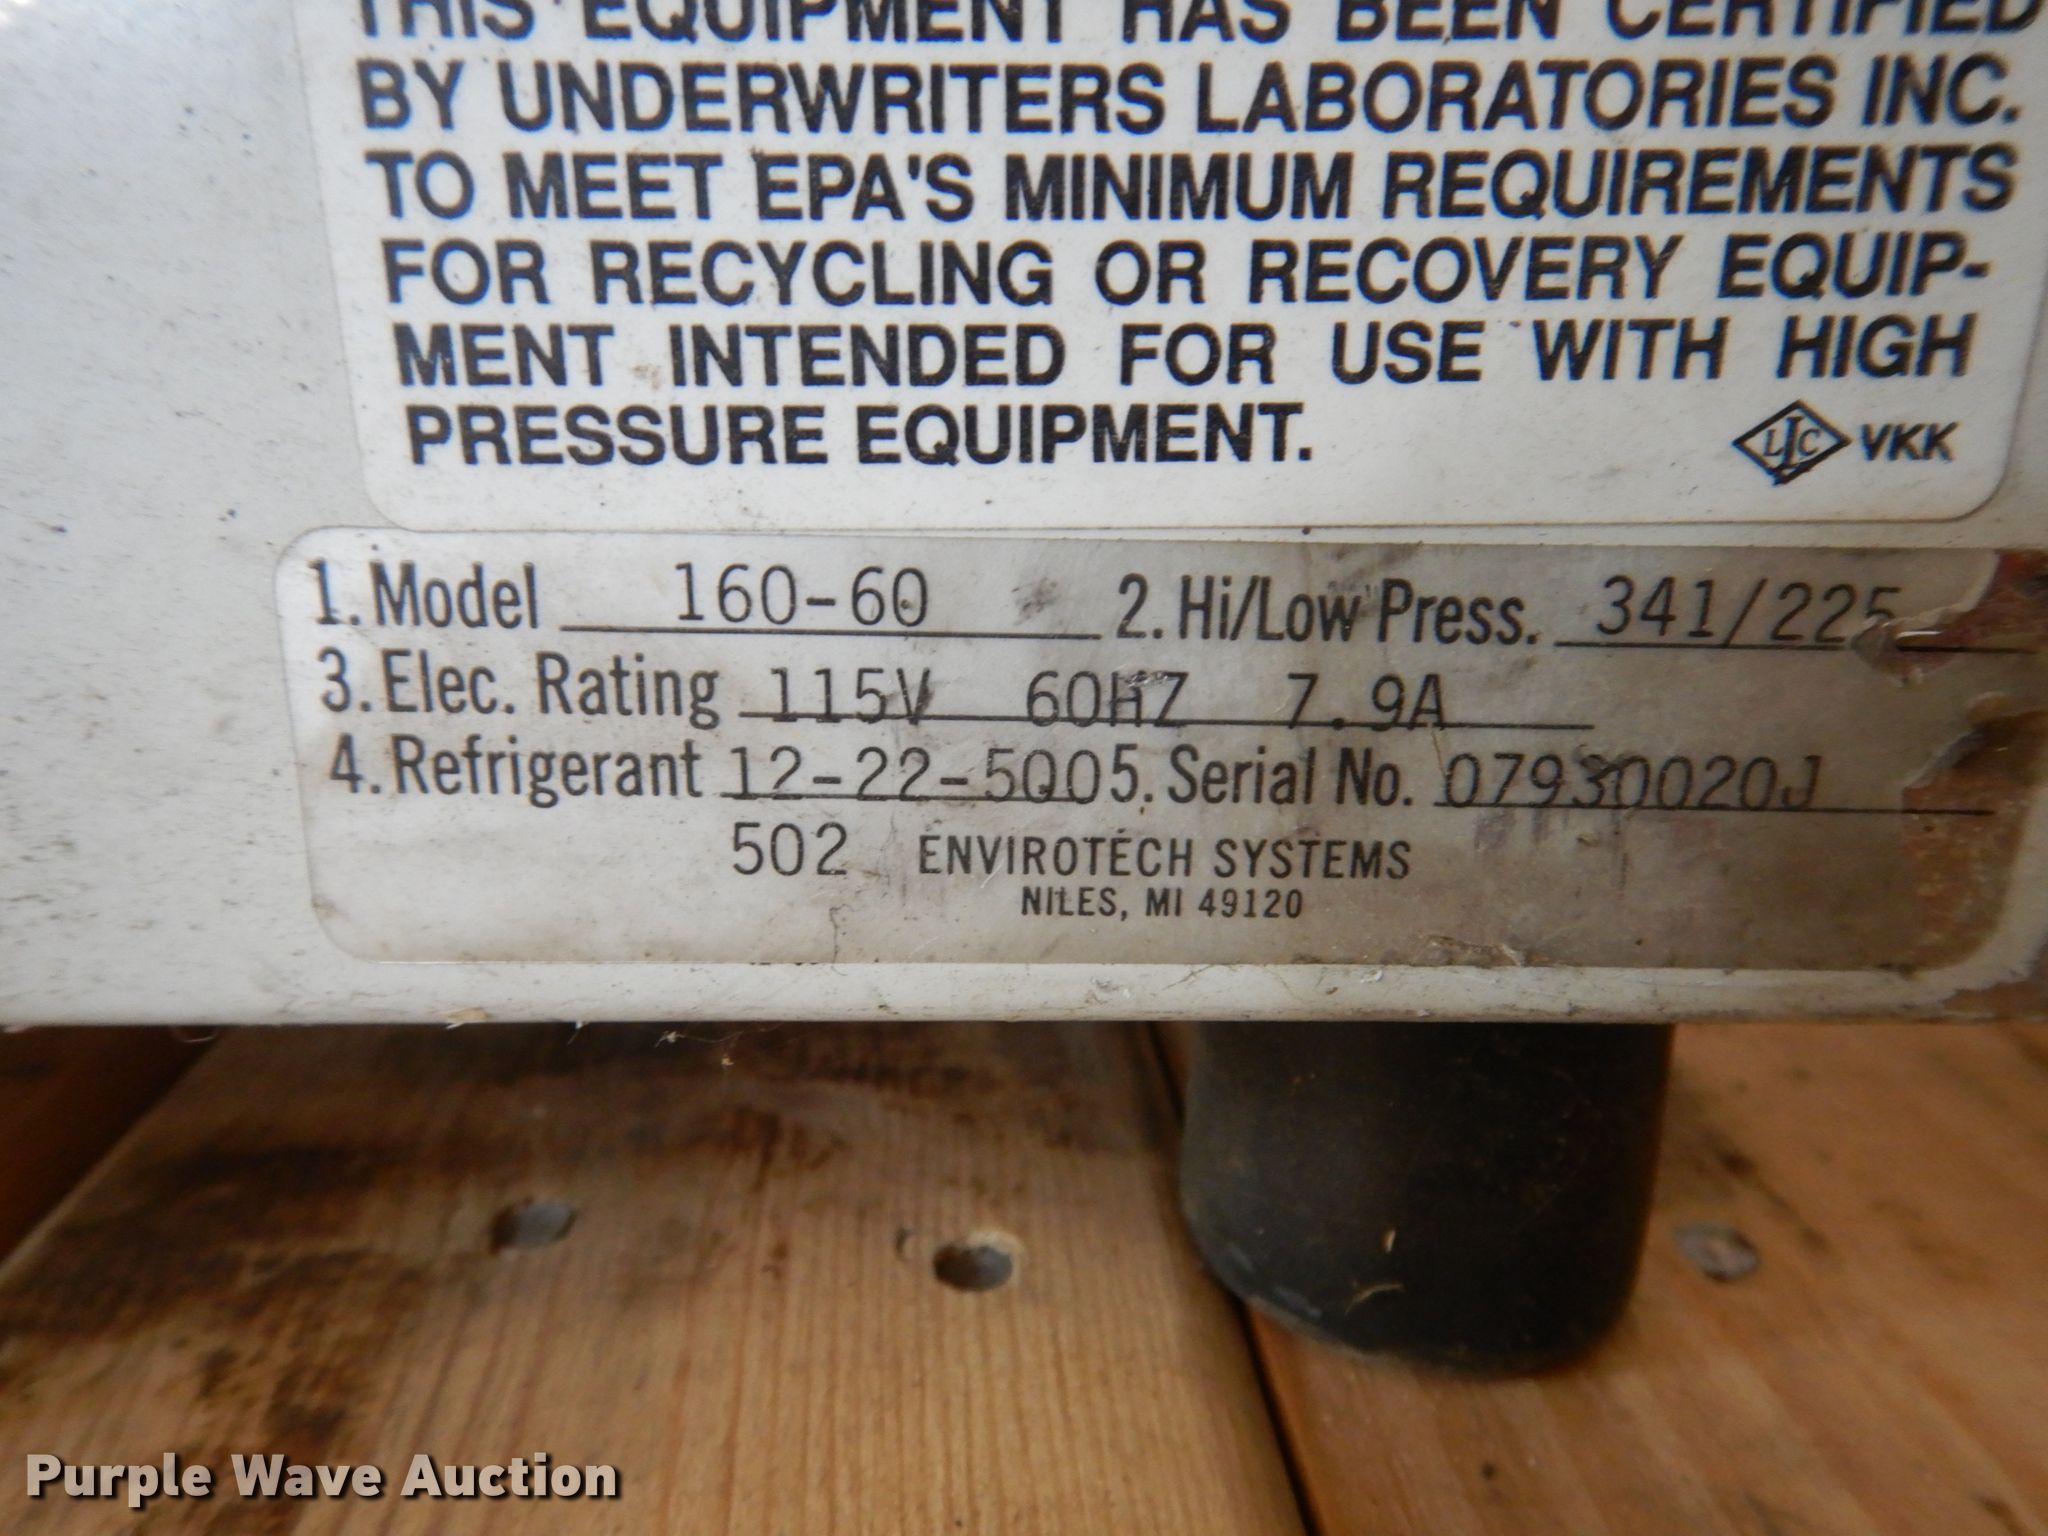 THIS EQUIPMENT HAS BEEN CERTIFIED
BY UNDERWRITERS LABORATORIES INC.
TO MEET EPA'S MINIMUM REQUIREMENTS
FOR RECYCLING OR RECOVERY EQUIP-
MENT INTENDED FOR USE WITH HIGH
PRESSURE EQUIPMENT.
LJC VKK
1. Model 160-60 2. Hi/Low Press. 341/225
3. Elec. Rating 115V 60HZ 7.9A
4. Refrigerant 12-22-500 5. Serial No. 07930020J
502 ENVIROTECH SYSTEMS
NILES, MI 49120
Purple Wave Auction